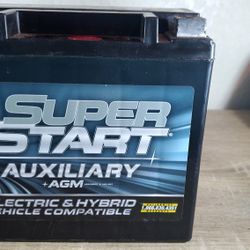 SUPER
START
AUXILIARY
AGM
ELECTRIC & HYBRID
VEHICLE COMPATIBLE